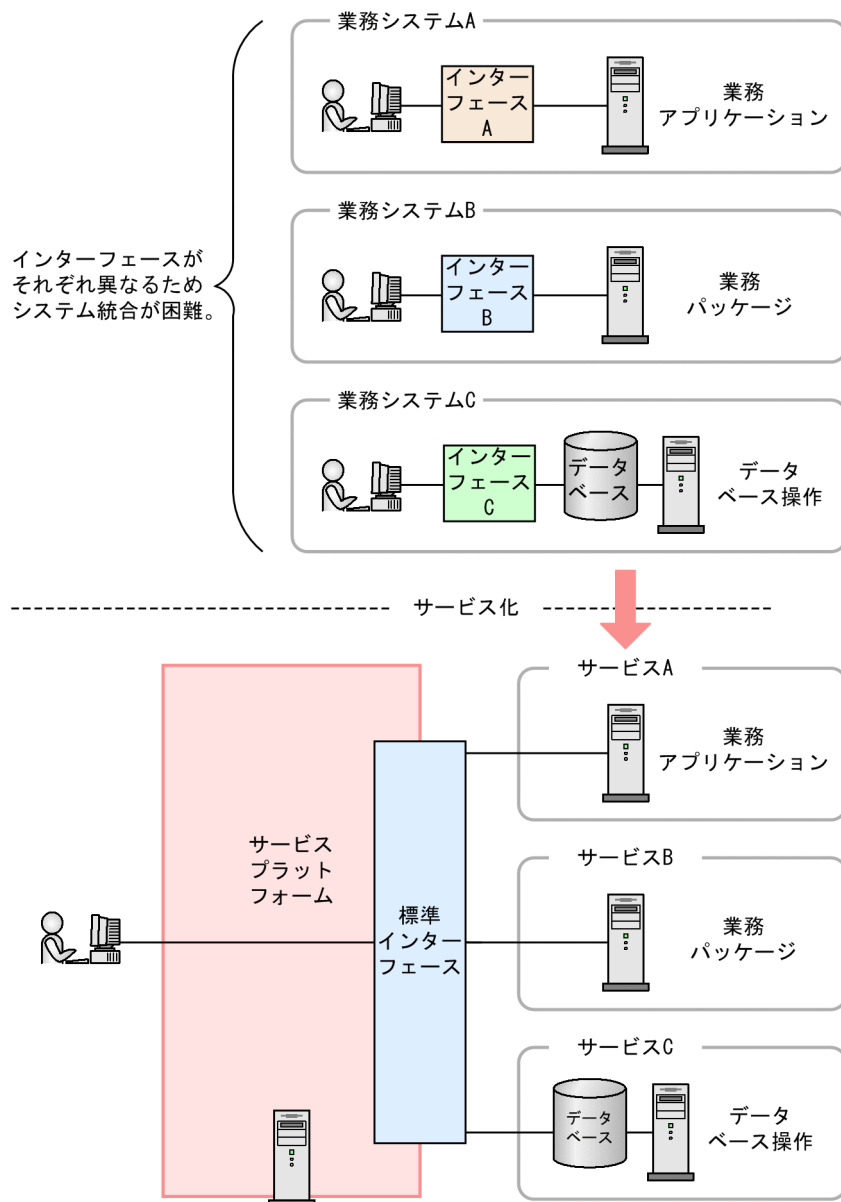 業務システムA
インター
フェース
A
業務
アプリケーション
業務システムB
インターフェースが
それぞれ異なるため
システム統合が困難。
インター
フェース
B
業務
パッケージ
業務システムC
インター
フェース
C
データ
ベース
データ
ベース操作
サービス化
サービスA
業務
アプリケーション
サービス
プラット
フォーム
標準
インター
フェース
サービスB
業務
パッケージ
サービスC
データ
ベース
データ
ベース操作